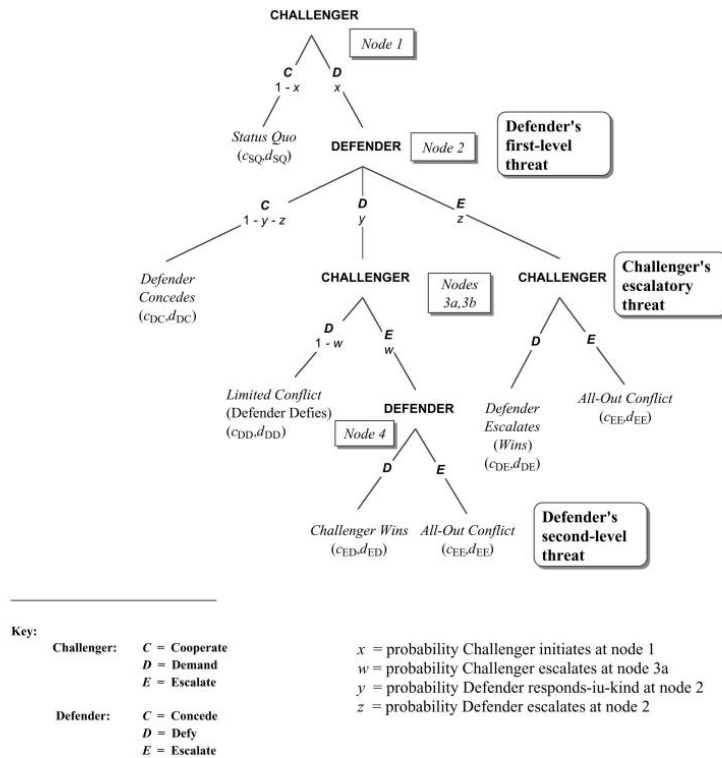 CHALLENGER
Node 1
C D
1 - x x
Status Quo
(cSQ,dSQ)
DEFENDER
Node 2
Defender's
first-level
threat
C D E
1 - y - z y z
Defender
Concedes
(cDC,dDC)
CHALLENGER
Nodes
3a,3b
CHALLENGER
Challenger's
escalatory
threat
D E
1 - w w
D E
Limited Conflict
(Defender Defies)
(cDD,dDD)
DEFENDER
Node 4
Defender
Escalates
(Wins)
(cDE,dDE)
All-Out Conflict
(cEE,dEE)
D E
Challenger Wins
(cED,dED)
All-Out Conflict
(cEE,dEE)
Defender's
second-level
threat
Key:
Challenger: C = Cooperate
D = Demand
E = Escalate
Defender: C = Concede
D = Defy
E = Escalate
x = probability Challenger initiates at node 1
w = probability Challenger escalates at node 3a
y = probability Defender responds-iu-kind at node 2
z = probability Defender escalates at node 2